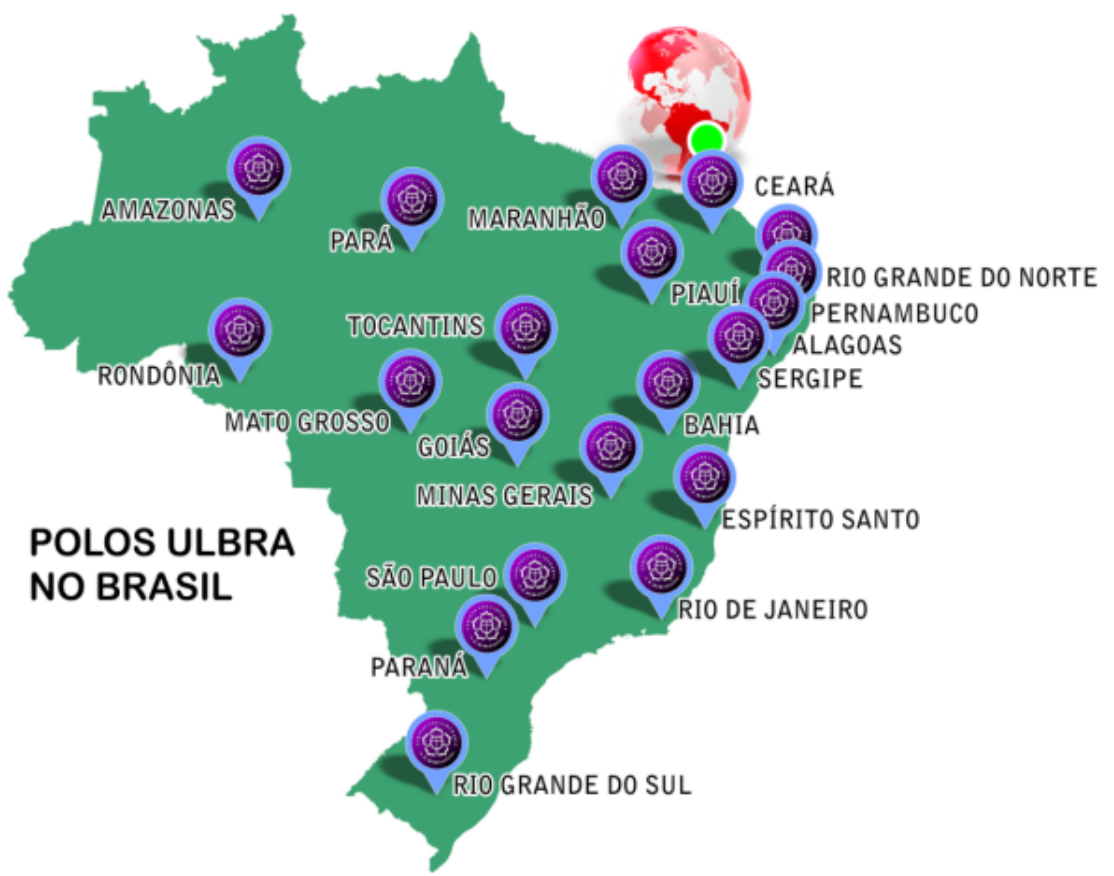 CEARÁ
AMAZONAS
MARANHÃO
PARÁ
RIO GRANDE DO NORTE
PIAUÍ
PERNAMBUCO
TOCANTINS
ALAGOAS
RONDÔNIA
SERGIPE
MATO GROSSO
BAHIA
GOIÁS
MINAS GERAIS
ESPÍRITO SANTO
POLOS ULBRA
NO BRASIL
SÃO PAULO
RIO DE JANEIRO
PARANÁ
RIO GRANDE DO SUL